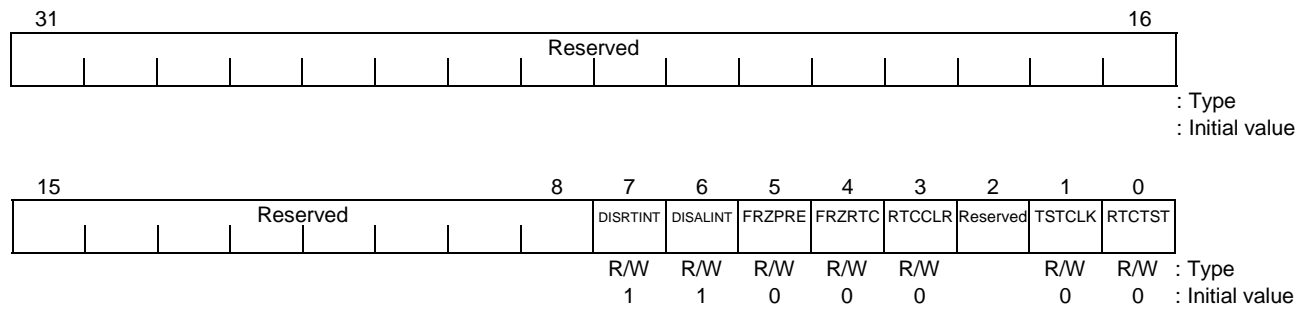 31 16
Reserved
: Type
: Initial value
15 8 7 6 5 4 3 2 1 0
Reserved DISRTINT DISALINT FRZPRE FRZRTC RTCCLR Reserved TSTCLK RTCTST
R/W R/W R/W R/W R/W R/W R/W : Type
1 1 0 0 0 0 0 : Initial value